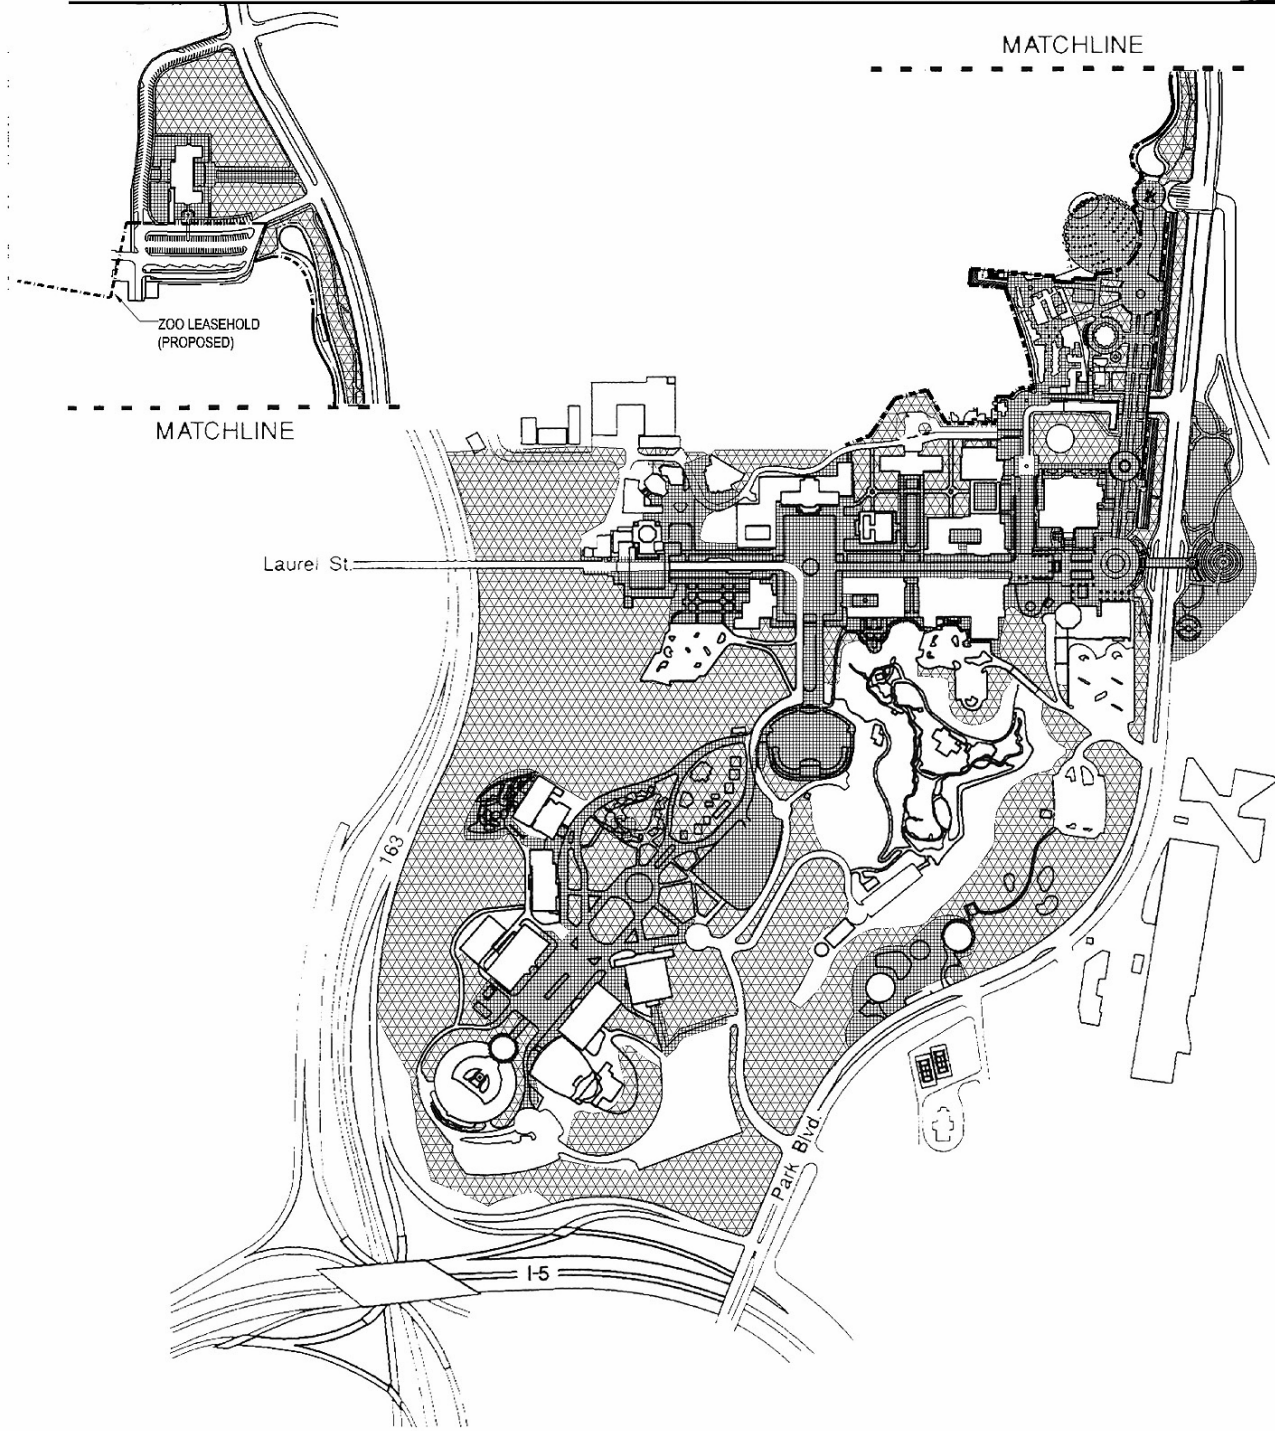 MATCHLINE
ZOO LEASEHOLD
(PROPOSED)
MATCHLINE
Laurel St.
163
Park Blvd.
I-5